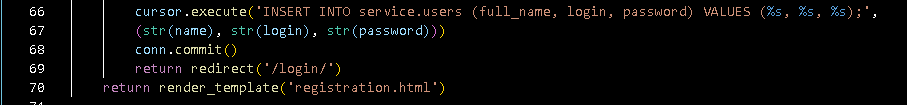 66 cursor.execute('INSERT INTO service.users (full_name, login, password) VALUES (%s, %s, %s);',
67 (str(name), str(login), str(password)))
68 conn.commit()
69 return redirect('/login/')
70 return render_template('registration.html')